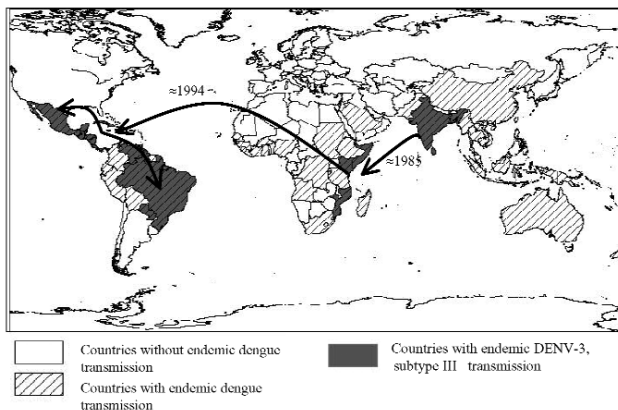 ≈1994
≈1985
Countries without endemic dengue
transmission
Countries with endemic dengue
transmission
Countries with endemic DENV-3,
subtype III transmission